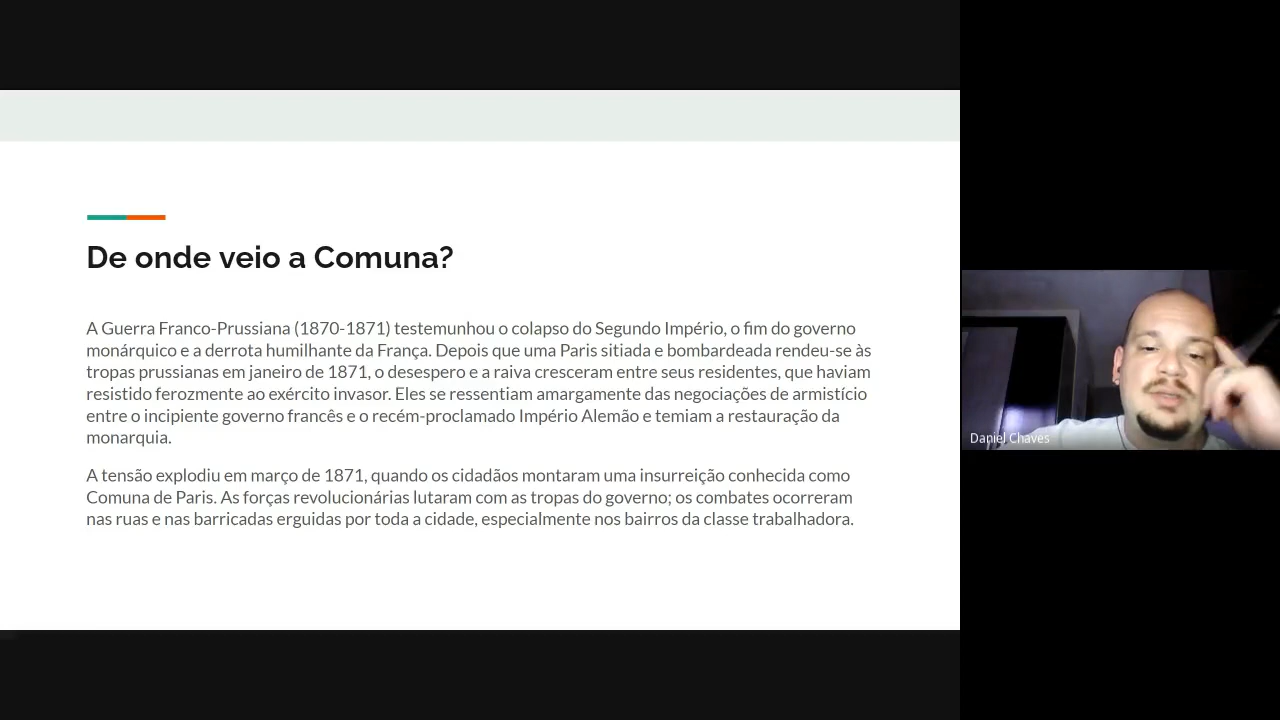 De onde veio a Comuna?
A Guerra Franco-Prussiana (1870-1871) testemunhou o colapso do Segundo Império, o fim do governo
monárquico e a derrota humilhante da França. Depois que uma Paris sitiada e bombardeada rendeu-se às
tropas prussianas em janeiro de 1871, o desespero e a raiva cresceram entre seus residentes, que haviam
resistido ferozmente ao exército invasor. Eles se ressentiam amargamente das negociações de armistício
entre o incipiente governo francês e o recém-proclamado Império Alemão e temiam a restauração da
monarquia.
A tensão explodiu em março de 1871, quando os cidadãos montaram uma insurreição conhecida como
Comuna de Paris. As forças revolucionárias lutaram com as tropas do governo; os combates ocorreram
nas ruas e nas barricadas erguidas por toda a cidade, especialmente nos bairros da classe trabalhadora.
Daniel Chaves